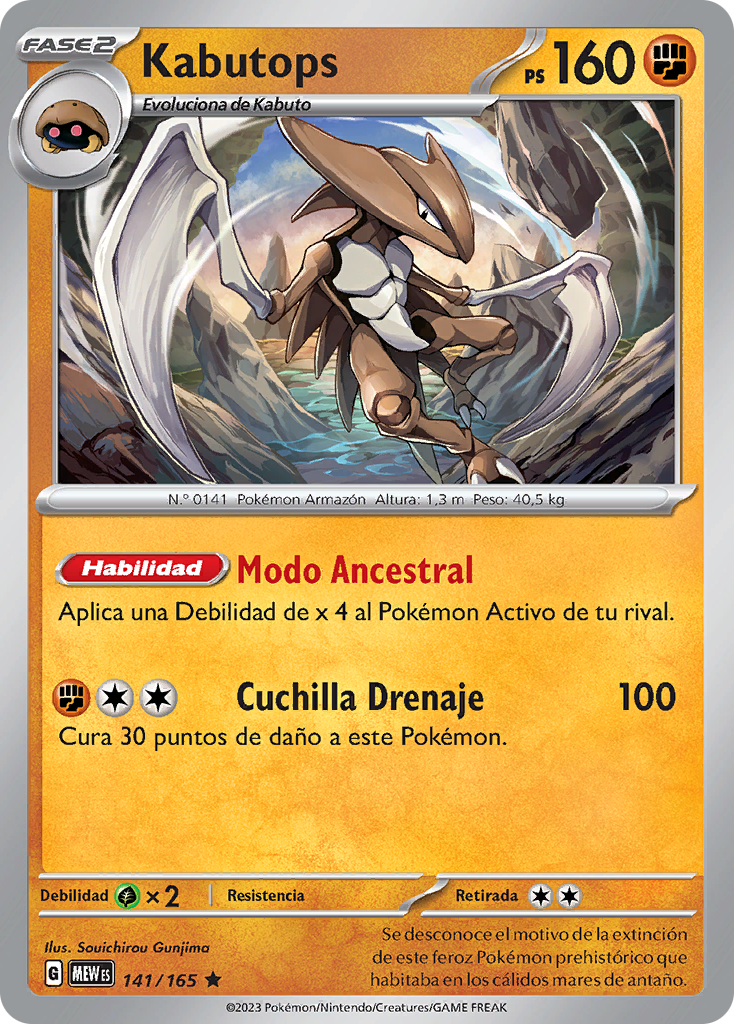 FASE 2
Kabutops
PS 160
Evoluciona de Kabuto
N.º 0141 Pokémon Armazón Altura: 1,3 m Peso: 40,5 kg
Habilidad Modo Ancestral
Aplica una Debilidad de x 4 al Pokémon Activo de tu rival.
Cuchilla Drenaje 100
Cura 30 puntos de daño a este Pokémon.
Debilidad ×2 Resistencia Retirada
Ilus. Souichirou Gunjima
Se desconoce el motivo de la extinción
de este feroz Pokémon prehistórico que
habitaba en los cálidos mares de antaño.
G MEW ES 141/165 ★
©2023 Pokémon/Nintendo/Creatures/GAME FREAK